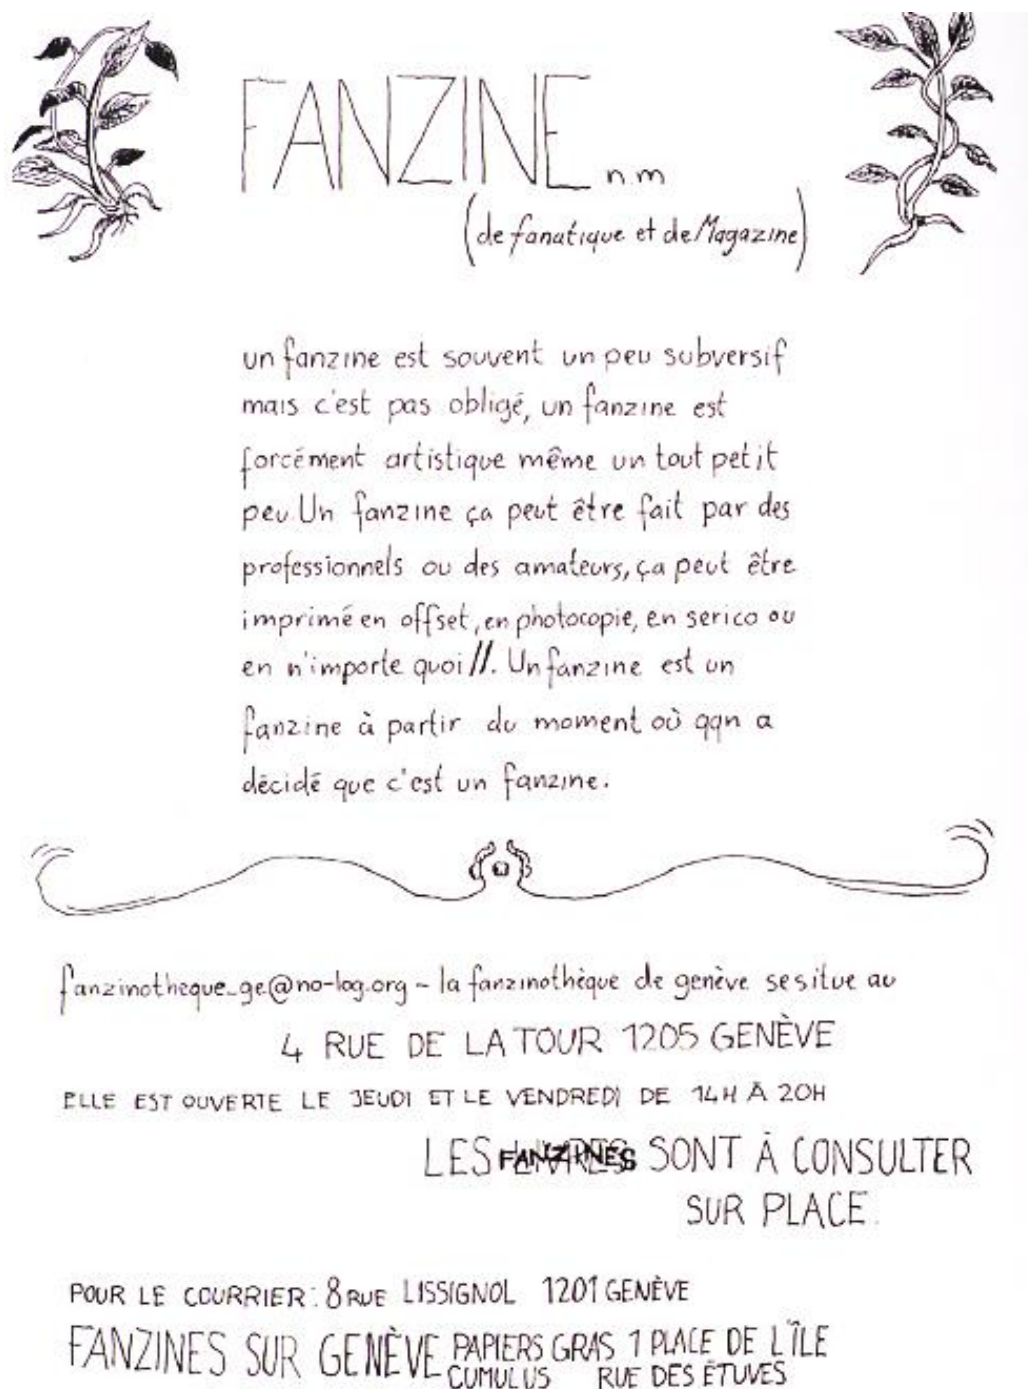 FANZINE n.m
(de fanatique et de Magazine)
un fanzine est souvent un peu subversif
mais c'est pas obligé, un fanzine est
forcément artistique même un tout petit
peu Un fanzine ça peut être fait par des
professionnels ou des amateurs, ça peut être
imprimé en offset, en photocopie, en serico ou
en n'importe quoi //. Un fanzine est un
fanzine à partir du moment où qqn a
décidé que c'est un fanzine.
fanzinotheque_ge@no-log.org - la fanzinothèque de genève se situe au
4 RUE DE LA TOUR 1205 GENÈVE
ELLE EST OUVERTE LE JEUDI ET LE VENDREDI DE 14H À 20H
LES FANZINES SONT À CONSULTER
SUR PLACE.
POUR LE COURRIER: 8 RUE LISSIGNOL 1201 GENÈVE
FANZINES SUR GENÈVE PAPIERS GRAS 1 PLACE DE L'ÎLE
CUMULUS RUE DES ÉTUVES